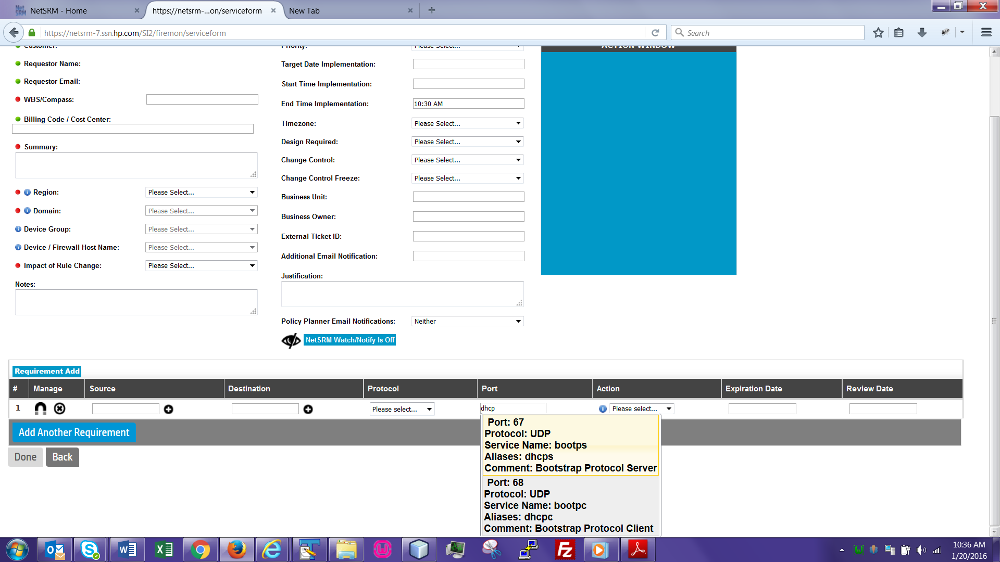 NetSRM - Home
https://netsrm-...on/serviceform
New Tab
https://netsrm-7.ssn.hp.com/SI2/firemon/serviceform
Search
Customer:
Requestor Name:
Requestor Email:
WBS/Compass:
Billing Code / Cost Center:
Summary:
Region:
Please Select...
Domain:
Please Select...
Device Group:
Please Select...
Device / Firewall Host Name:
Please Select...
Impact of Rule Change:
Please Select...
Notes:
Priority:
Please Select...
Target Date Implementation:
Start Time Implementation:
End Time Implementation:
10:30 AM
Timezone:
Please Select...
Design Required:
Please Select...
Change Control:
Please Select...
Change Control Freeze:
Please Select...
Business Unit:
Business Owner:
External Ticket ID:
Additional Email Notification:
Justification:
Policy Planner Email Notifications:
Neither
NetSRM Watch/Notify Is Off
ACTION WINDOW
Requirement Add
# Manage Source Destination Protocol Port Action Expiration Date Review Date
1 Please select... dhcp Please select...
Port: 67
Protocol: UDP
Service Name: bootps
Aliases: dhcps
Comment: Bootstrap Protocol Server
Port: 68
Protocol: UDP
Service Name: bootpc
Aliases: dhcpc
Comment: Bootstrap Protocol Client
Add Another Requirement
Done
Back
10:36 AM
1/20/2016